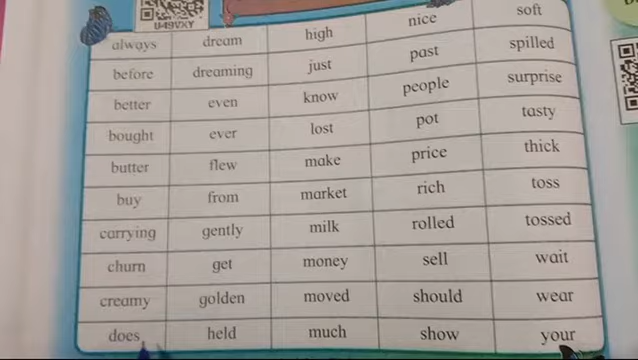 U49VXY
always dream high nice soft
before dreaming just past spilled
better even know people surprise
bought ever lost pot tasty
butter flew make price thick
buy from market rich toss
carrying gently milk rolled tossed
churn get money sell wait
creamy golden moved should wear
does held much show your